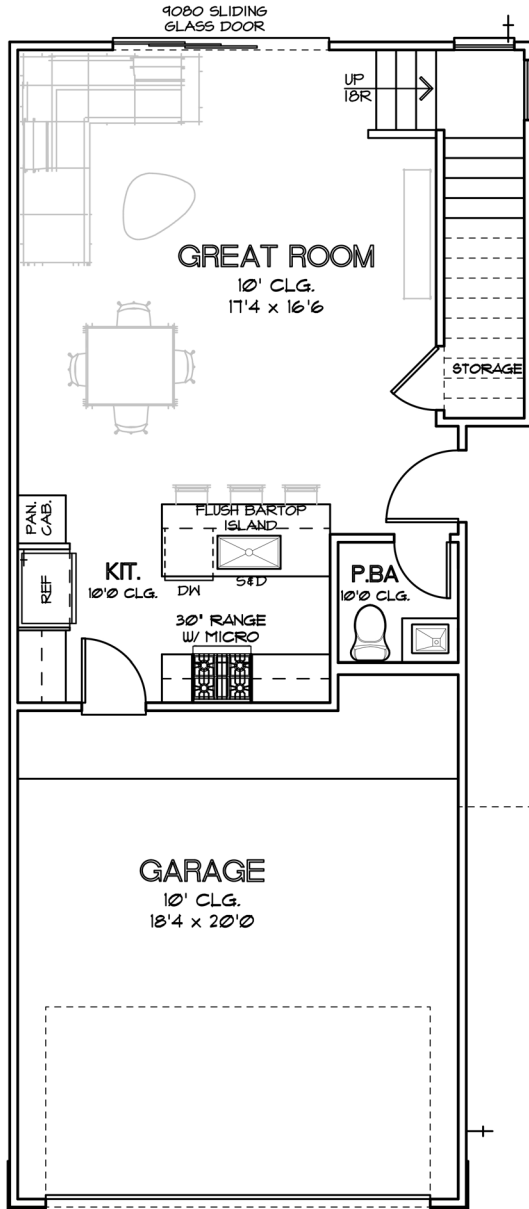 9080 SLIDING
GLASS DOOR
UP
18R
GREAT ROOM
10' CLG.
17'4 x 16'6
STORAGE
PAN.
CAB.
FLUSH BARTOP
ISLAND
REF
KIT.
10'0 CLG.
DW
S&D
P.BA
10'0 CLG.
30" RANGE
W/ MICRO
GARAGE
10' CLG.
18'4 x 20'0